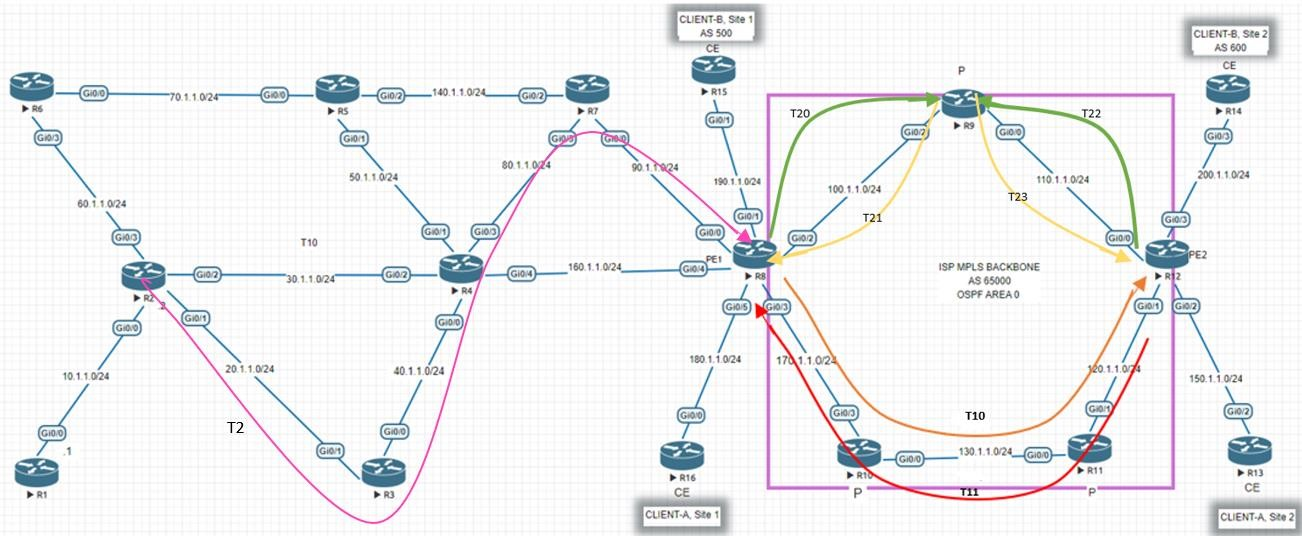 CLIENT-B, Site 1
AS 500
CE
R15
Gi0/1
190.1.1.0/24
Gi0/1
CLIENT-B, Site 2
AS 600
CE
R14
Gi0/3
200.1.1.0/24
Gi0/3
R6
Gi0/0
70.1.1.0/24
Gi0/0
R5
Gi0/2
140.1.1.0/24
Gi0/2
R7
Gi0/3
60.1.1.0/24
Gi0/3
Gi0/1
50.1.1.0/24
Gi0/1
Gi0/3
80.1.1.0/24
Gi0/3
Gi0/0
90.1.1.0/24
Gi0/0
T10
R2
.2
Gi0/2
30.1.1.0/24
Gi0/2
R4
Gi0/4
160.1.1.0/24
Gi0/4
PE1
R8
Gi0/0
10.1.1.0/24
Gi0/0
.1
R1
Gi0/1
20.1.1.0/24
Gi0/1
R3
Gi0/0
40.1.1.0/24
Gi0/0
T2
P
R9
T20
T22
Gi0/2
100.1.1.0/24
Gi0/2
T21
Gi0/0
110.1.1.0/24
Gi0/0
T23
ISP MPLS BACKBONE
AS 65000
OSPF AREA 0
PE2
R12
Gi0/5
180.1.1.0/24
Gi0/0
R16
CE
CLIENT-A, Site 1
Gi0/3
170.1.1.0/24
Gi0/3
R10
P
Gi0/0
130.1.1.0/24
Gi0/0
R11
P
T10
T11
Gi0/1
120.1.1.0/24
Gi0/1
Gi0/2
150.1.1.0/24
Gi0/2
R13
CE
CLIENT-A, Site 2